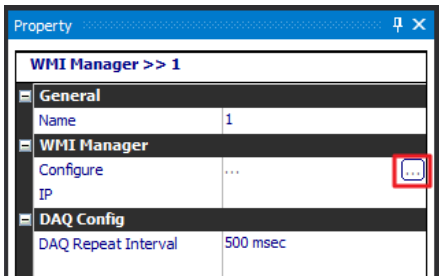 Property
WMI Manager >> 1
General
Name 1
WMI Manager
Configure ... ...
IP
DAQ Config
DAQ Repeat Interval 500 msec